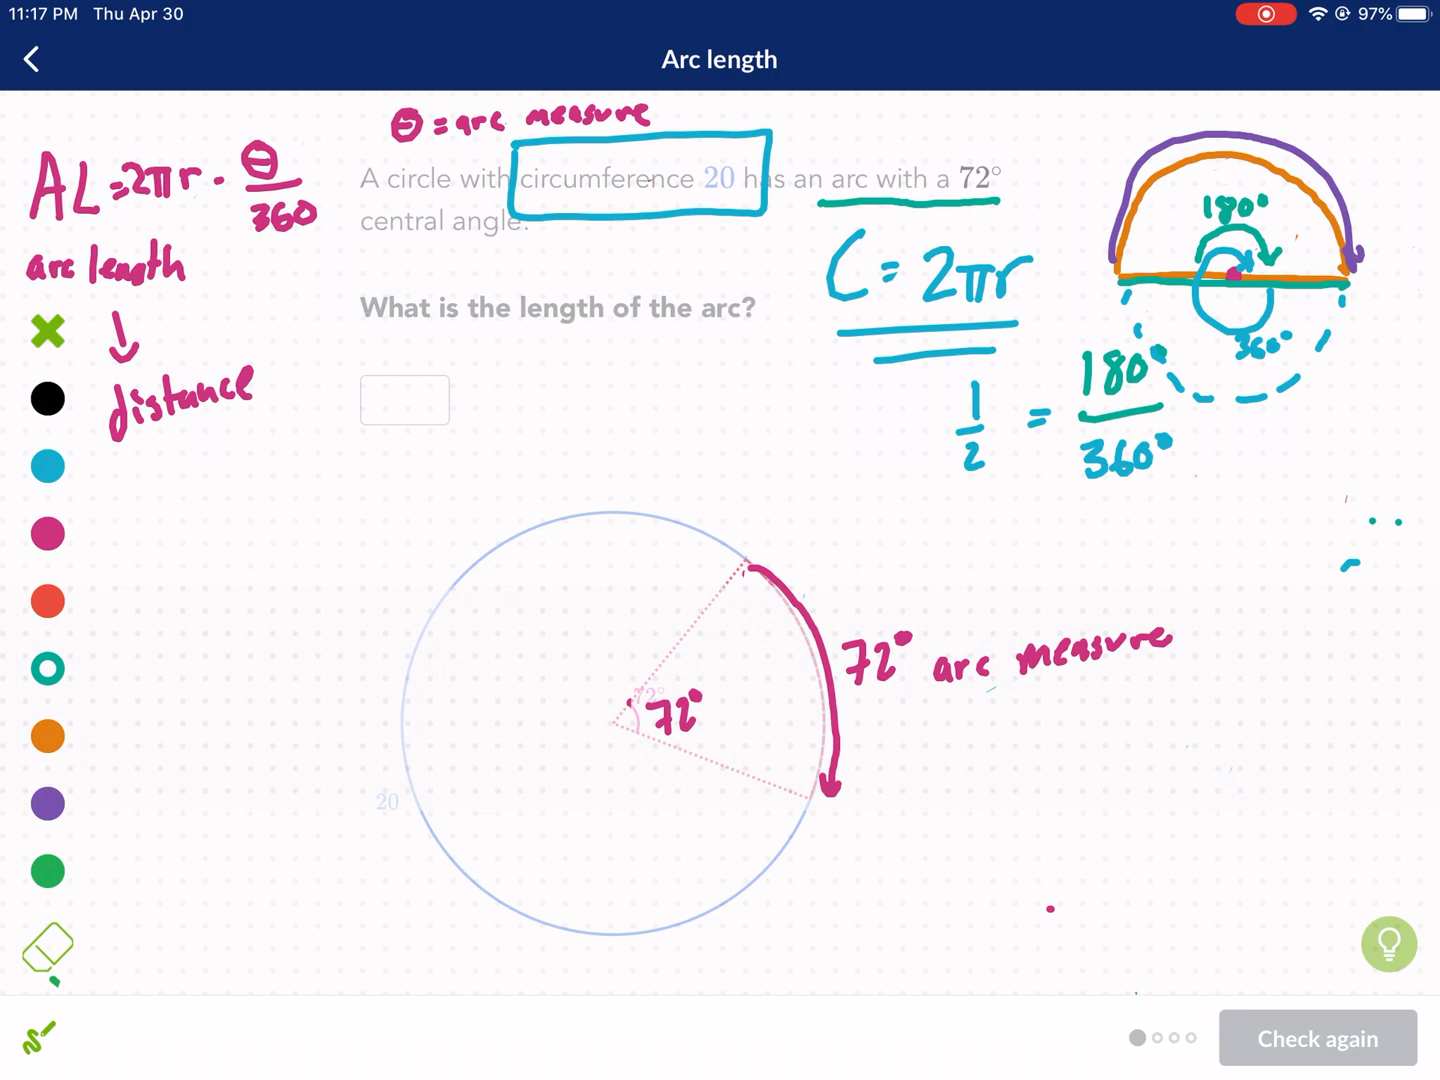 11:17 PM Thu Apr 30
97%
Arc length
θ = arc measure
AL = 2πr · θ/360
arc length
↓
distance
A circle with circumference 20 has an arc with a 72°
central angle.
What is the length of the arc?
C = 2πr
180°
360°
1/2 = 180°/360°
72°
72°
72° arc measure
20
Check again